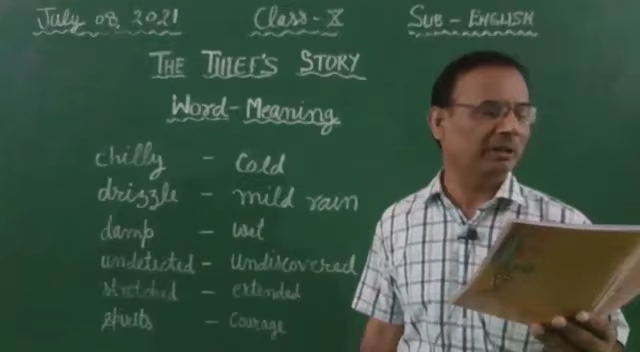 July 08, 2021 Class - X Sub - English
The Thief's Story
Word - Meaning
chilly - cold
drizzle - mild rain
damp - wet
undetected - undiscovered
stretched - extended
spirits - courage